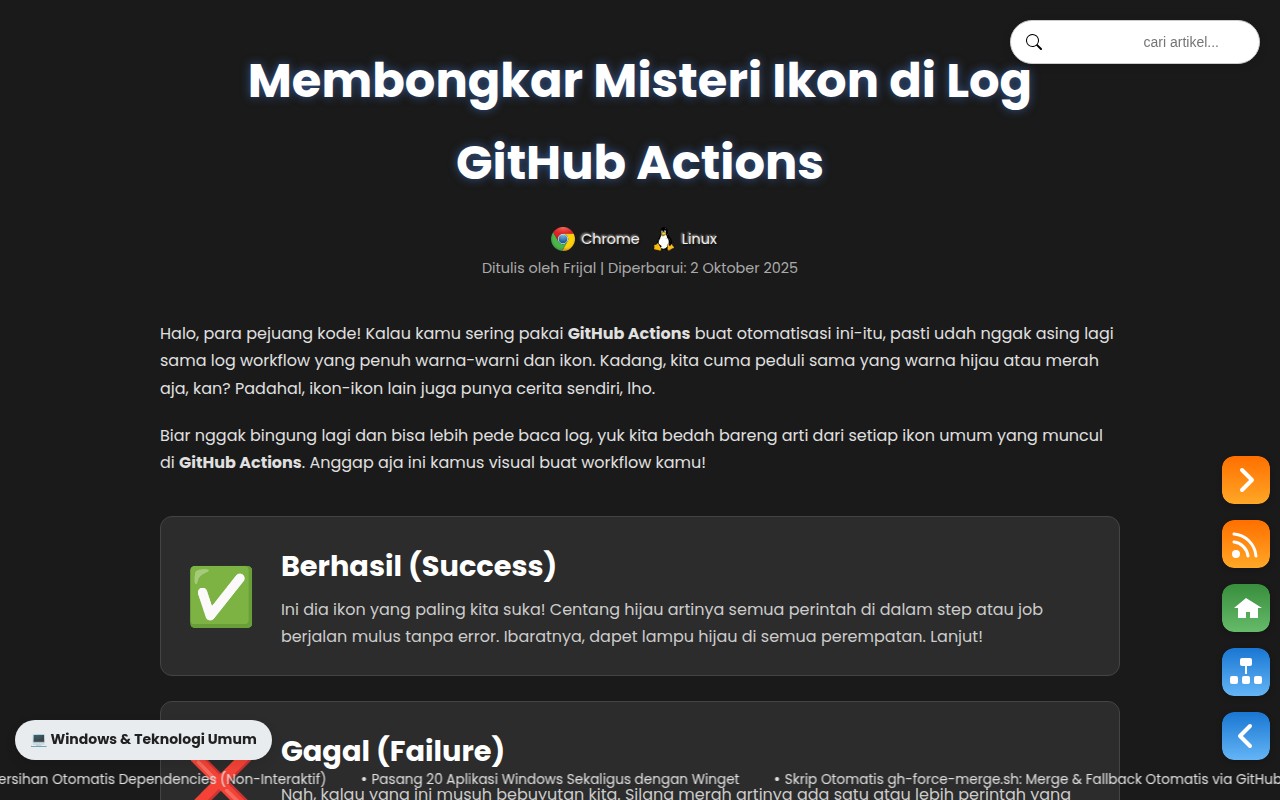 cari artikel...
Membongkar Misteri Ikon di Log
GitHub Actions
Chrome Linux
Ditulis oleh Frijal | Diperbarui: 2 Oktober 2025
Halo, para pejuang kode! Kalau kamu sering pakai GitHub Actions buat otomatisasi ini-itu, pasti udah nggak asing lagi
sama log workflow yang penuh warna-warni dan ikon. Kadang, kita cuma peduli sama yang warna hijau atau merah
aja, kan? Padahal, ikon-ikon lain juga punya cerita sendiri, lho.
Biar nggak bingung lagi dan bisa lebih pede baca log, yuk kita bedah bareng arti dari setiap ikon umum yang muncul
di GitHub Actions. Anggap aja ini kamus visual buat workflow kamu!
Berhasil (Success)
Ini dia ikon yang paling kita suka! Centang hijau artinya semua perintah di dalam step atau job
berjalan mulus tanpa error. Ibaratnya, dapet lampu hijau di semua perempatan. Lanjut!
Windows & Teknologi Umum
Gagal (Failure)
ersihan Otomatis Dependencies (Non-Interaktif) • Pasang 20 Aplikasi Windows Sekaligus dengan Winget • Skrip Otomatis gh-force-merge.sh: Merge & Fallback Otomatis via GitHub
Nah, kalau yang ini musuh bebuyutan kita. Silang merah artinya ada satu atau lebih perintah yang